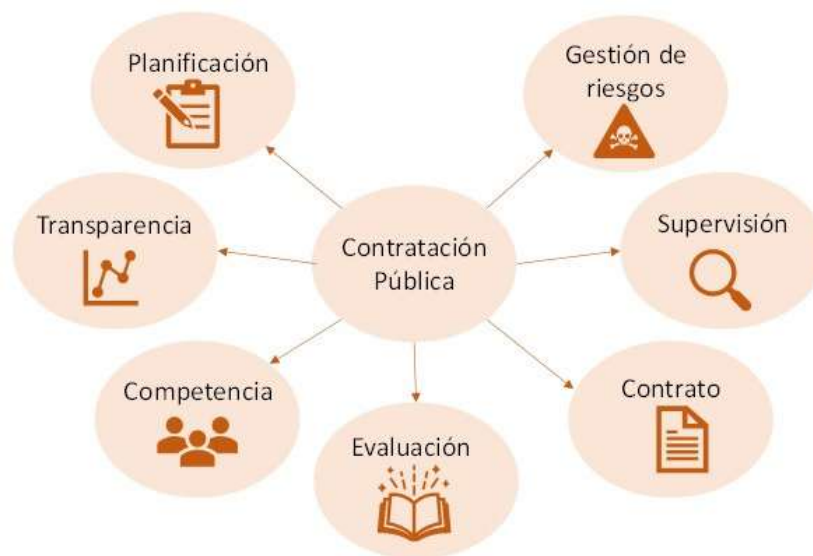 Planificación
Gestión de
riesgos
Transparencia
Contratación
Pública
Supervisión
Competencia
Evaluación
Contrato